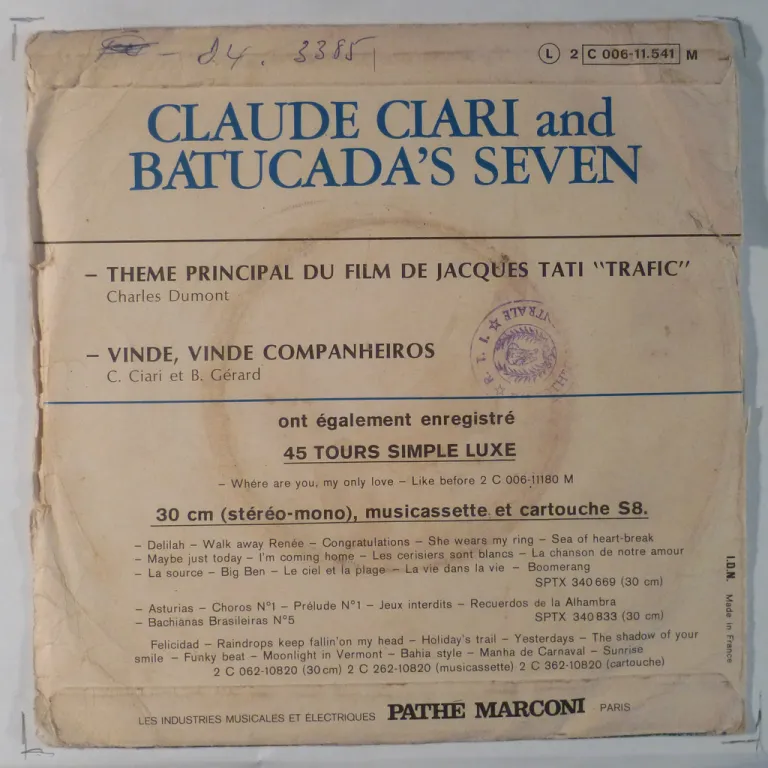 - 84. 3385
Ⓛ 2 C 006-11.541 M
CLAUDE CIARI and
BATUCADA'S SEVEN
– THEME PRINCIPAL DU FILM DE JACQUES TATI "TRAFIC"
Charles Dumont
– VINDE, VINDE COMPANHEIROS
C. Ciari et B. Gérard
ont également enregistré
45 TOURS SIMPLE LUXE
– Where are you, my only love – Like before 2 C 006-11180 M
30 cm (stéréo-mono), musicassette et cartouche S8.
– Delilah – Walk away Renée – Congratulations – She wears my ring – Sea of heart-break
– Maybe just today – I'm coming home – Les cerisiers sont blancs – La chanson de notre amour
– La source – Big Ben – Le ciel et la plage – La vie dans la vie – Boomerang
SPTX 340 669 (30 cm)
– Asturias – Choros N°1 – Prélude N°1 – Jeux interdits – Recuerdos de la Alhambra
– Bachianas Brasileiras N°5
SPTX 340 833 (30 cm)
Felicidad – Raindrops keep fallin'on my head – Holiday's trail – Yesterdays – The shadow of your
smile – Funky beat – Moonlight in Vermont – Bahia style – Manha de Carnaval – Sunrise
2 C 062-10820 (30 cm) 2 C 262-10820 (musicassette) 2 C 362-10820 (cartouche)
I.D.N. Made in France
LES INDUSTRIES MUSICALES ET ÉLECTRIQUES PATHÉ MARCONI PARIS